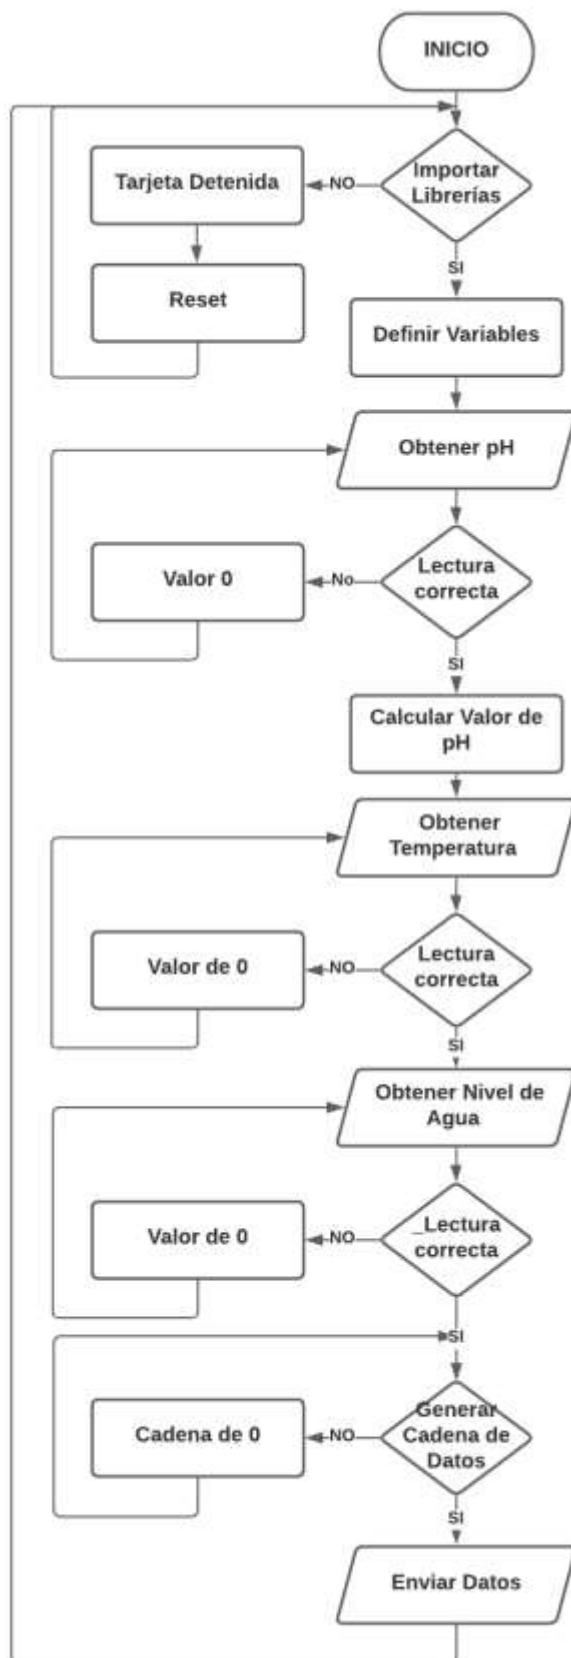 INICIO
Importar
Librerías
NO
Tarjeta Detenida
Reset
SI
Definir Variables
Obtener pH
Lectura
correcta
No
Valor 0
SI
Calcular Valor de
pH
Obtener
Temperatura
Lectura
correcta
NO
Valor de 0
SI
Obtener Nivel de
Agua
_Lectura
correcta
NO
Valor de 0
SI
Generar
Cadena de
Datos
NO
Cadena de 0
SI
Enviar Datos